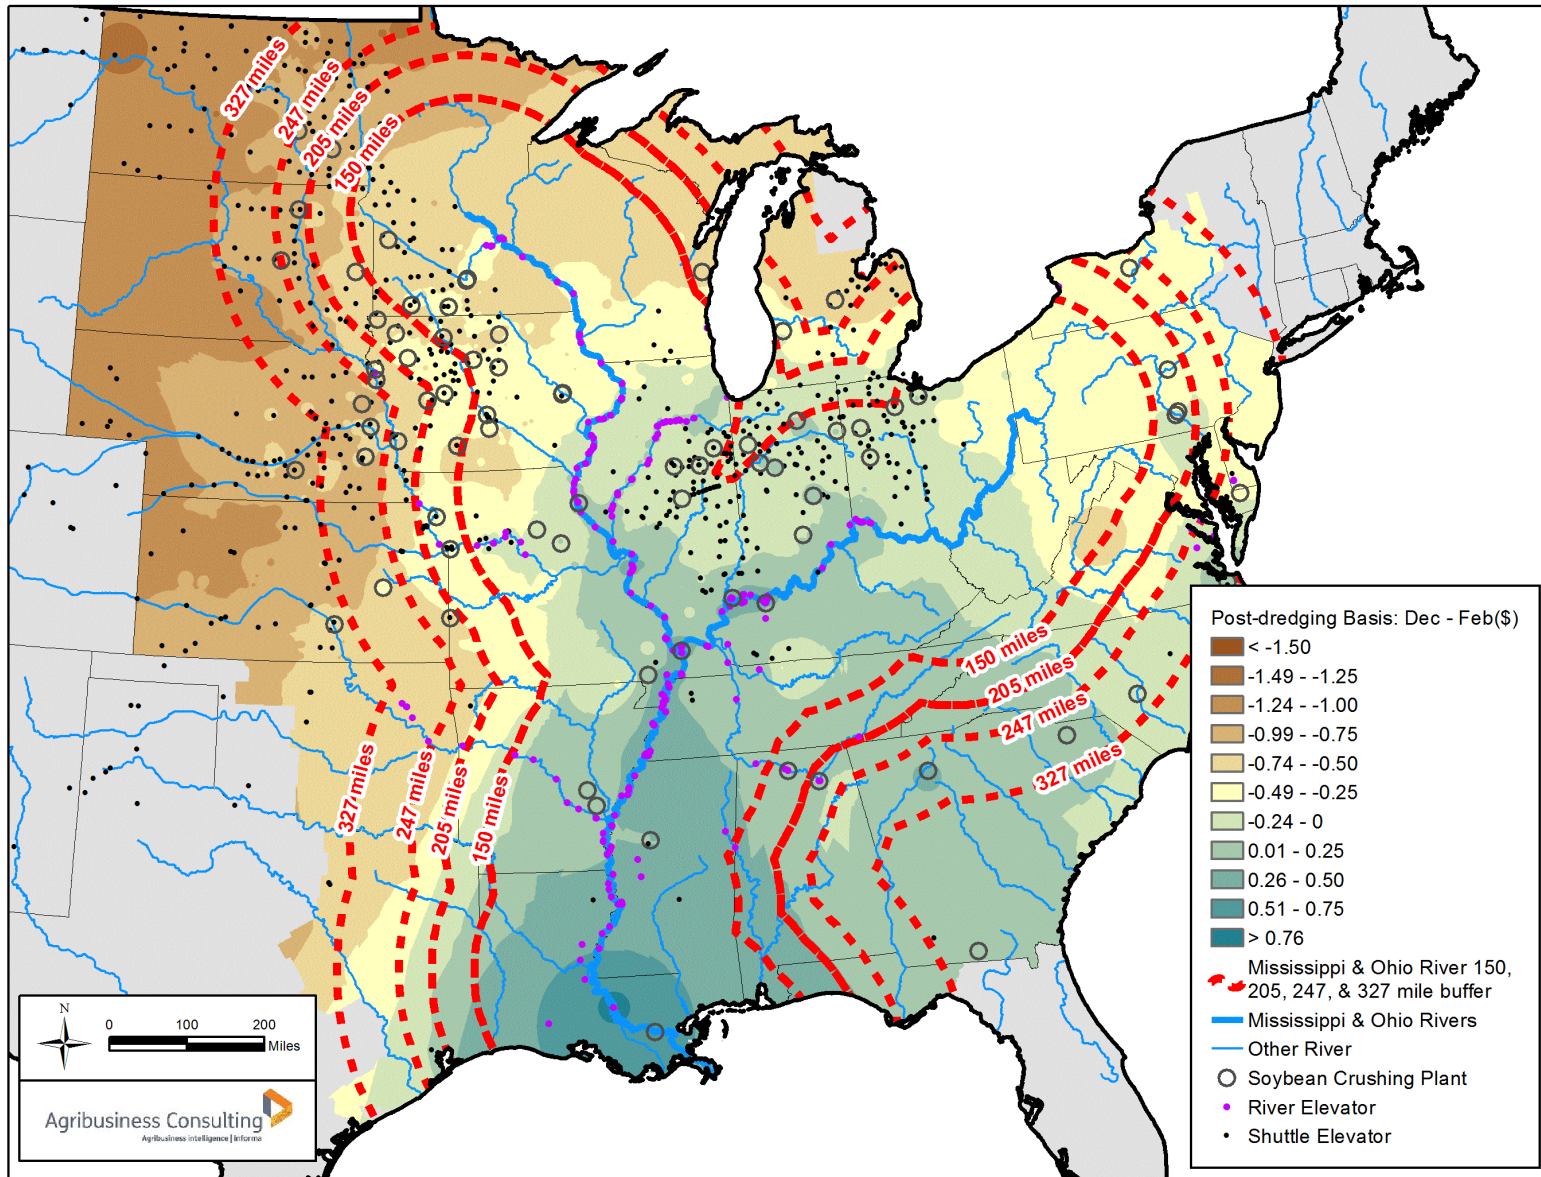 327 miles
247 miles
205 miles
150 miles
150 miles
205 miles
247 miles
327 miles
327 miles
247 miles
205 miles
150 miles
Post-dredging Basis: Dec - Feb($)
< -1.50
-1.49 - -1.25
-1.24 - -1.00
-0.99 - -0.75
-0.74 - -0.50
-0.49 - -0.25
-0.24 - 0
0.01 - 0.25
0.26 - 0.50
0.51 - 0.75
> 0.76
Mississippi & Ohio River 150,
205, 247, & 327 mile buffer
Mississippi & Ohio Rivers
Other River
Soybean Crushing Plant
River Elevator
Shuttle Elevator
N
0 100 200
Miles
Agribusiness Consulting
Agribusiness intelligence | informa